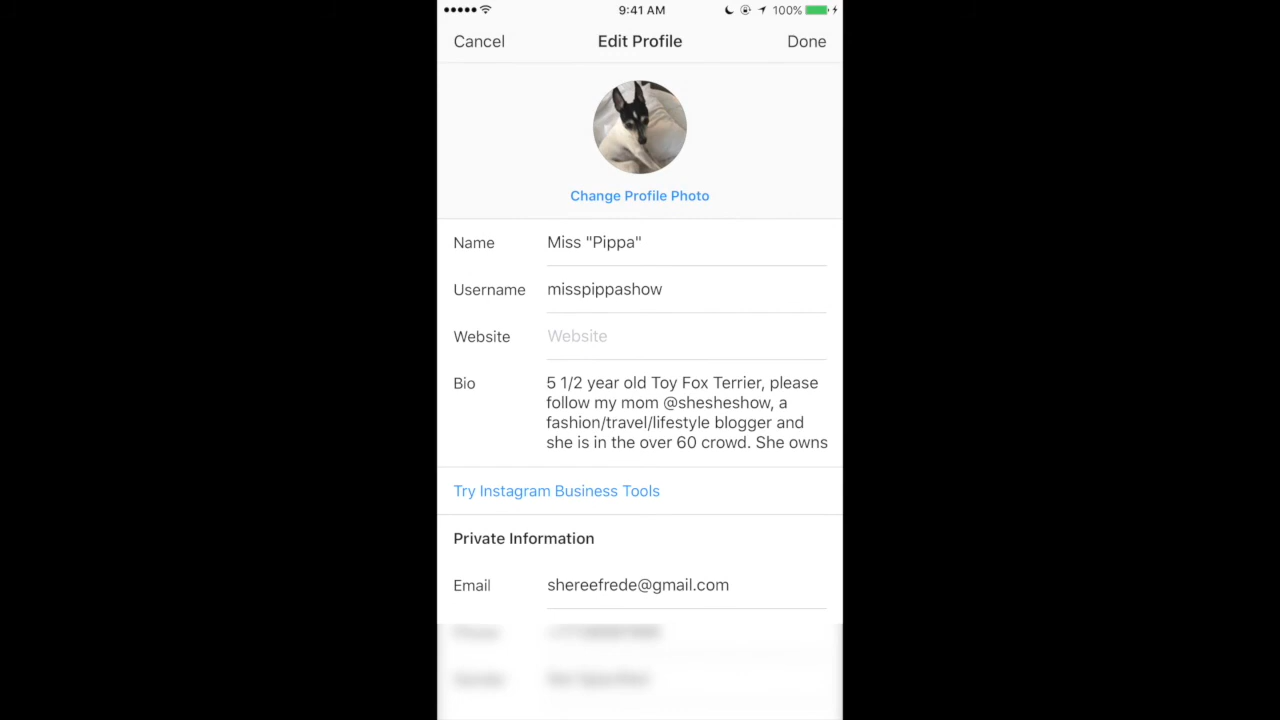 9:41 AM 100%
Cancel Edit Profile Done
Change Profile Photo
Name Miss "Pippa"
Username misspippashow
Website Website
Bio 5 1/2 year old Toy Fox Terrier, please
follow my mom @shesheshow, a
fashion/travel/lifestyle blogger and
she is in the over 60 crowd. She owns
Try Instagram Business Tools
Private Information
Email shereefrede@gmail.com